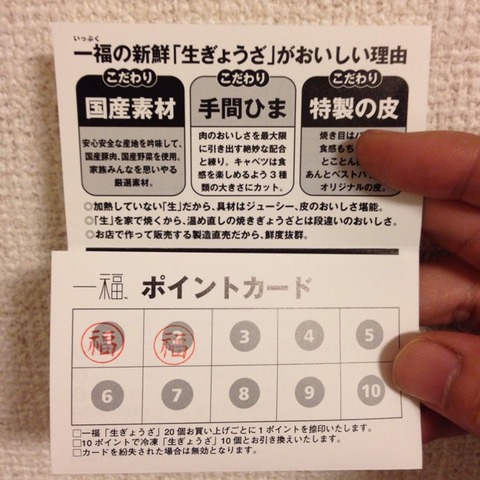 いっぷく
一福の新鮮「生ぎょうざ」がおいしい理由
こだわり
国産素材
安心安全な産地を吟味して、
国産豚肉、国産野菜を使用。
家族みんなを思いやる
厳選素材。
こだわり
手間ひま
肉のおいしさを最大限
に引き出す絶妙な配合
と練り。キャベツは食
感を楽しめるよう3種
類の大きさにカット。
こだわり
特製の皮
焼き目はパ
食感もち
とことん
あんとベストバ
オリジナルの皮。
◎加熱していない「生」だから、具材はジューシー、皮のおいしさ堪能。
◎「生」を家で焼くから、温め直しの焼きぎょうざとは段違いのおいしさ。
◎お店で作って販売する製造直売だから、鮮度抜群。
一福 ポイントカード
福 福 3 4 5
6 7 8 9 10
□一福「生ぎょうざ」20個お買い上げごとに1ポイントを捺印いたします。
□10ポイントで冷凍「生ぎょうざ」10個とお引き換えいたします。
□カードを紛失された場合は無効となります。